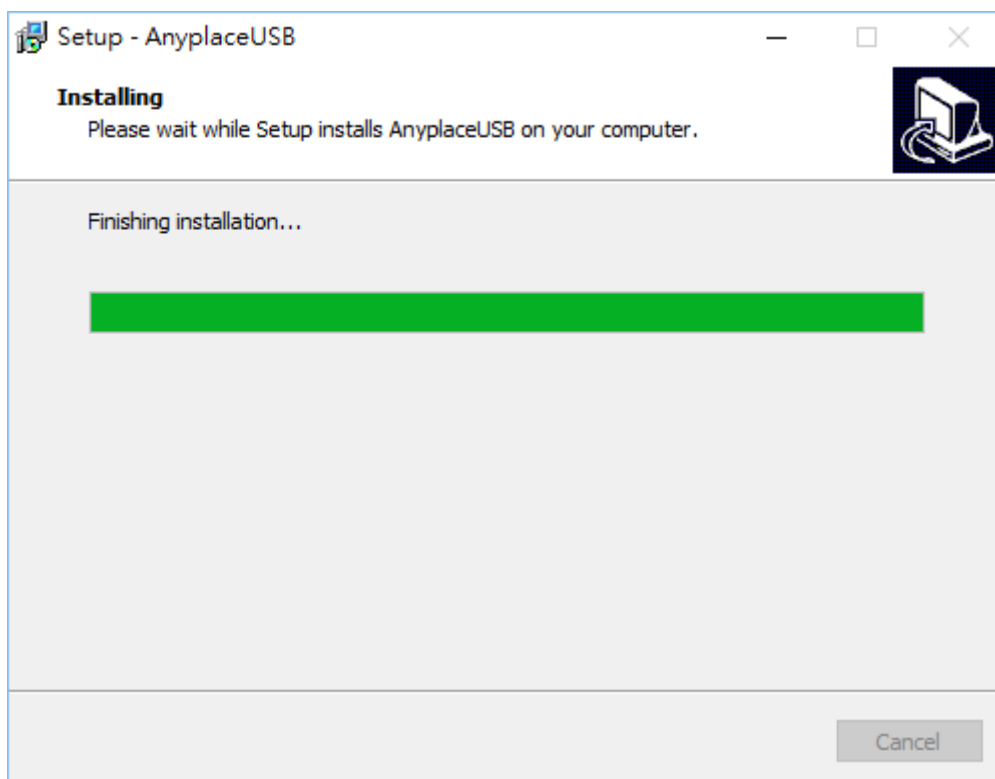 Setup - AnyplaceUSB
Installing
Please wait while Setup installs AnyplaceUSB on your computer.
Finishing installation...
Cancel